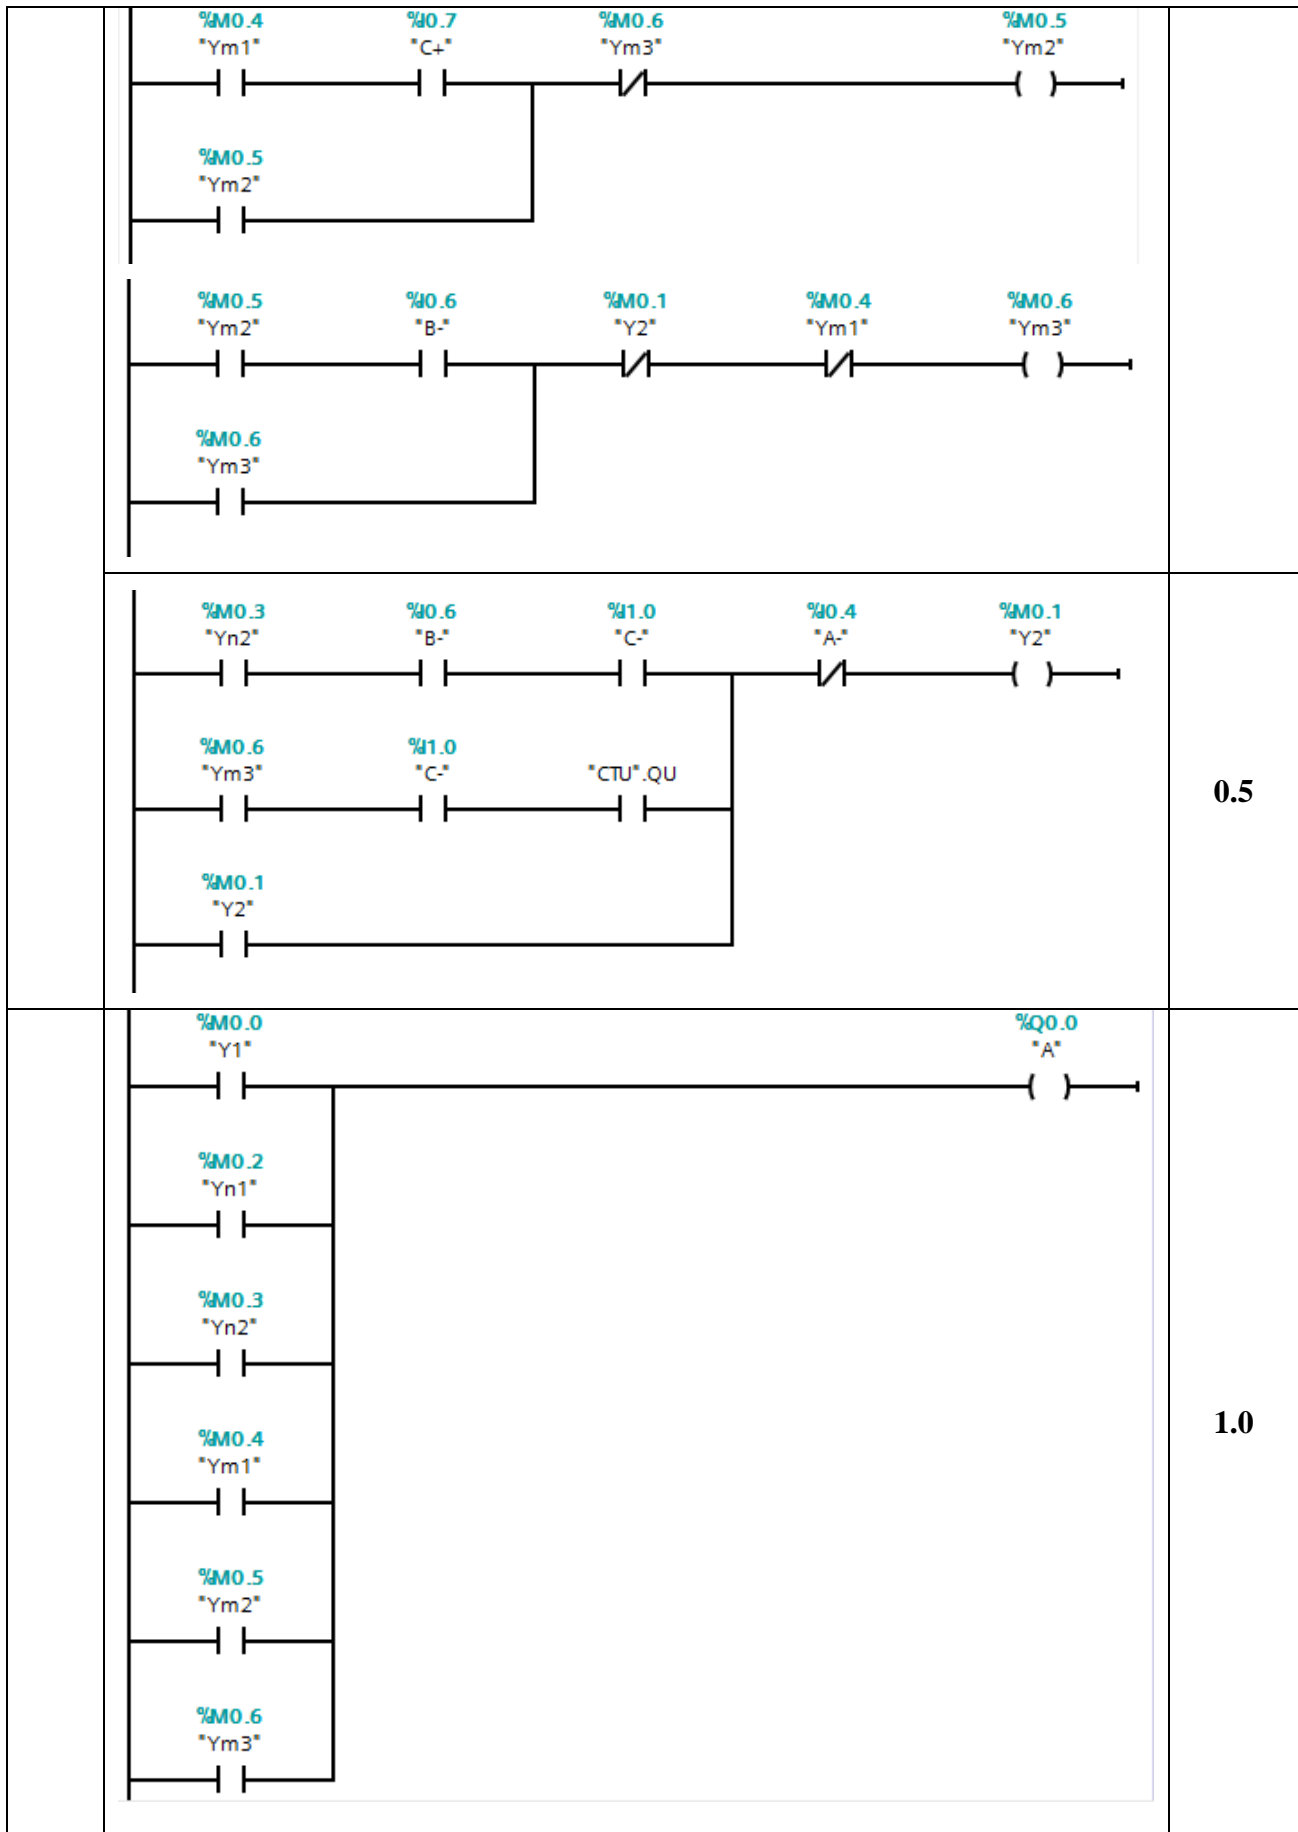 %M0.4 %I0.7 %M0.6 %M0.5
"Ym1" "C+" "Ym3" "Ym2"
%M0.5
"Ym2"
%M0.5 %I0.6 %M0.1 %M0.4 %M0.6
"Ym2" "B-" "Y2" "Ym1" "Ym3"
%M0.6
"Ym3"
%M0.3 %I0.6 %I1.0 %I0.4 %M0.1
"Yn2" "B-" "C-" "A-" "Y2"
%M0.6 %I1.0
"Ym3" "C-" "CTU".QU
0.5
%M0.1
"Y2"
%M0.0 %Q0.0
"Y1" "A"
%M0.2
"Yn1"
%M0.3
"Yn2"
%M0.4
"Ym1"
1.0
%M0.5
"Ym2"
%M0.6
"Ym3"